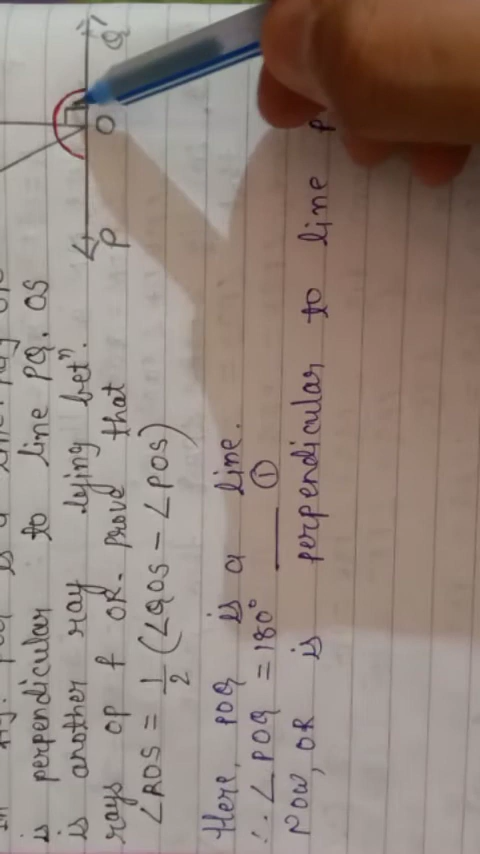 is perpendicular to line PQ. OS
is another ray lying betⁿ.
rays OP & OR. Prove that
∠ROS = 1/2 (∠QOS - ∠POS)
Here, POQ is a line.
∴ ∠POQ = 180° — ①
Now, OR is perpendicular to line P
P
O
Q